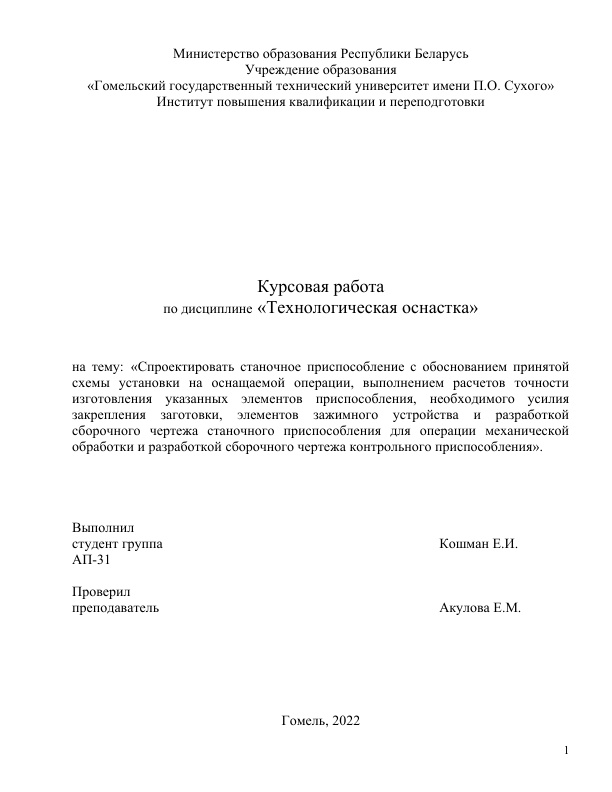 Министерство образования Республики Беларусь
Учреждение образования
«Гомельский государственный технический университет имени П.О. Сухого»
Институт повышения квалификации и переподготовки
Курсовая работа
по дисциплине «Технологическая оснастка»
на тему: «Спроектировать станочное приспособление с обоснованием принятой
схемы установки на оснащаемой операции, выполнением расчетов точности
изготовления указанных элементов приспособления, необходимого усилия
закрепления заготовки, элементов зажимного устройства и разработкой
сборочного чертежа станочного приспособления для операции механической
обработки и разработкой сборочного чертежа контрольного приспособления».
Выполнил
студент группа Кошман Е.И.
АП-31
Проверил
преподаватель Акулова Е.М.
Гомель, 2022
1